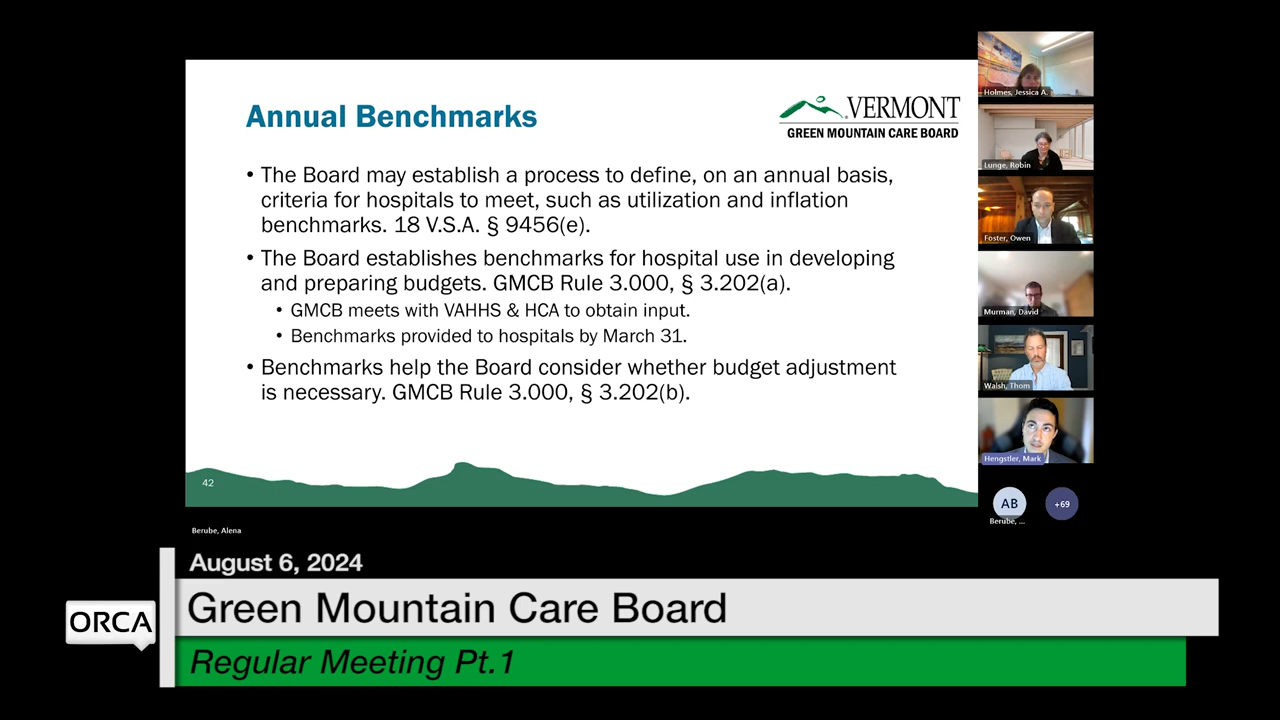 Annual Benchmarks
VERMONT
GREEN MOUNTAIN CARE BOARD
• The Board may establish a process to define, on an annual basis,
criteria for hospitals to meet, such as utilization and inflation
benchmarks. 18 V.S.A. § 9456(e).
• The Board establishes benchmarks for hospital use in developing
and preparing budgets. GMCB Rule 3.000, § 3.202(a).
• GMCB meets with VAHHS & HCA to obtain input.
• Benchmarks provided to hospitals by March 31.
• Benchmarks help the Board consider whether budget adjustment
is necessary. GMCB Rule 3.000, § 3.202(b).
42
Berube, Alena
Holmes, Jessica A.
Lunge, Robin
Foster, Owen
Murman, David
Walsh, Thom
Hengstler, Mark
AB
+69
Berube, ...
August 6, 2024
ORCA
Green Mountain Care Board
Regular Meeting Pt.1